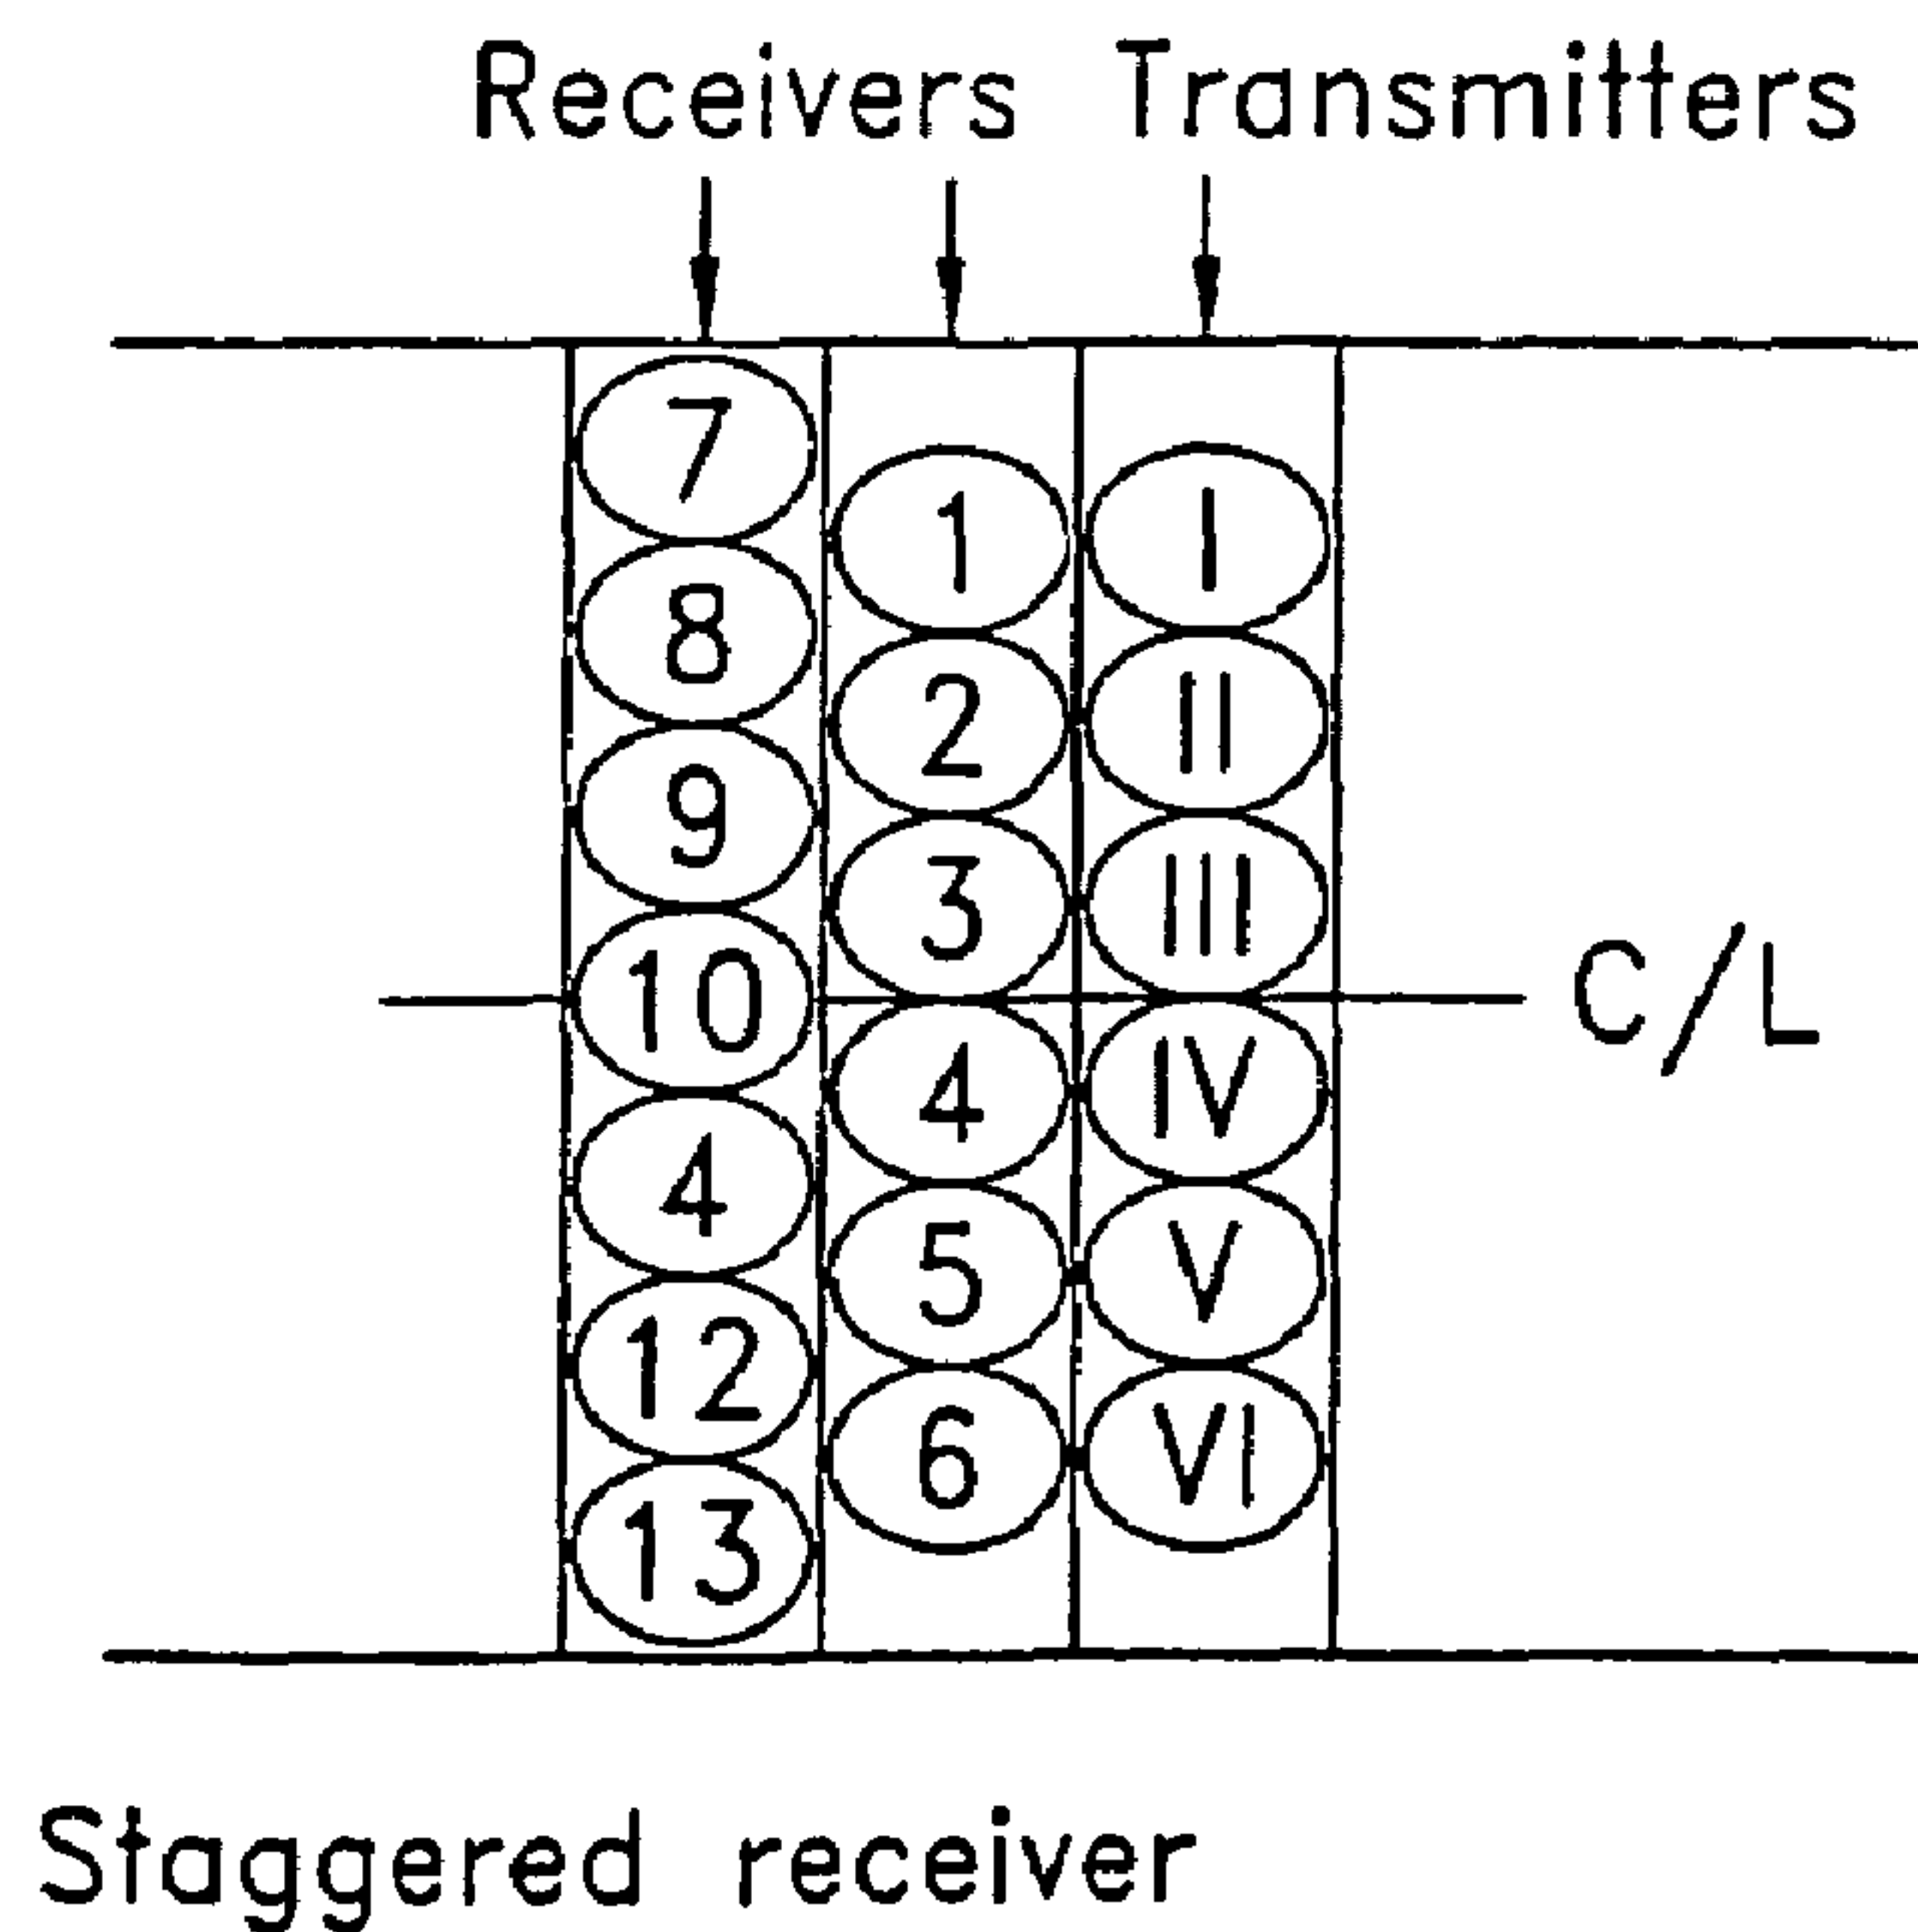 Receivers Transmitters
7
1 I
8
2 II
9
3 III
10 C/L
4 IV
4
5 V
12
6 VI
13
Staggered receiver